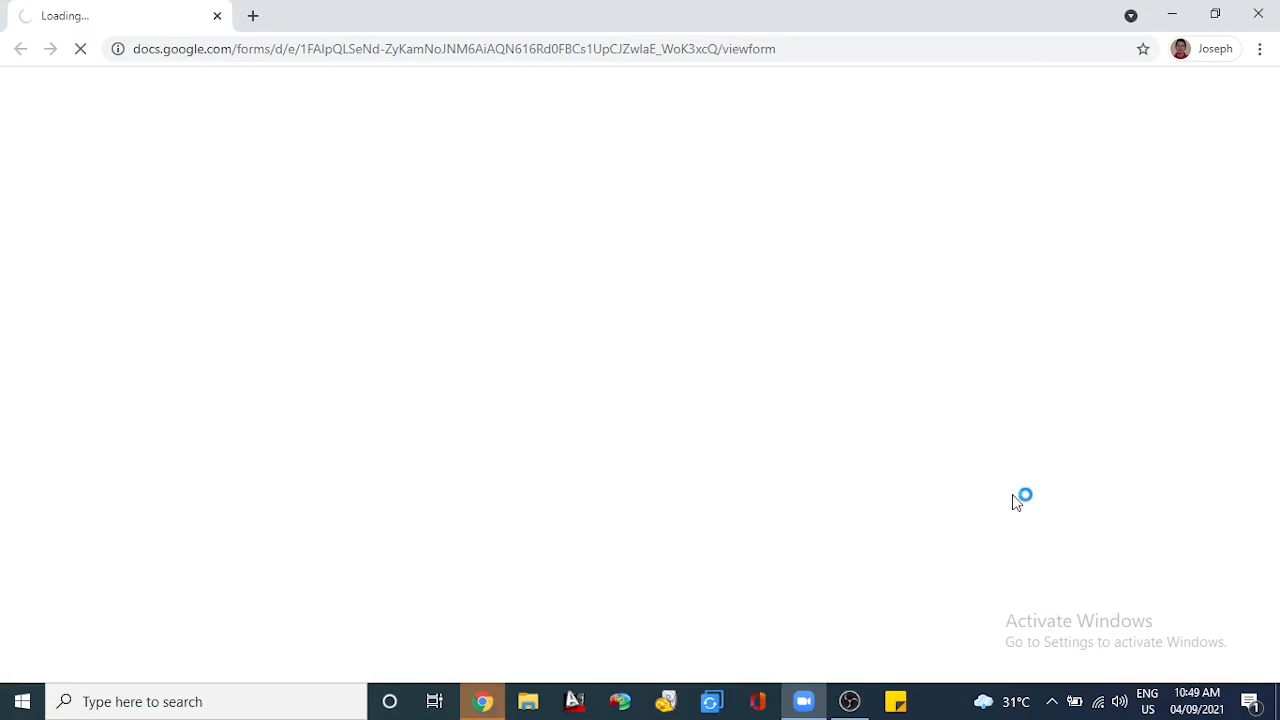 Loading...
docs.google.com/forms/d/e/1FAIpQLSeNd-ZyKamNoJNM6AiAQN616Rd0FBCs1UpCJZwlaE_WoK3xcQ/viewform
Joseph
Activate Windows
Go to Settings to activate Windows.
Type here to search
31°C
ENG
US
10:49 AM
04/09/2021
1